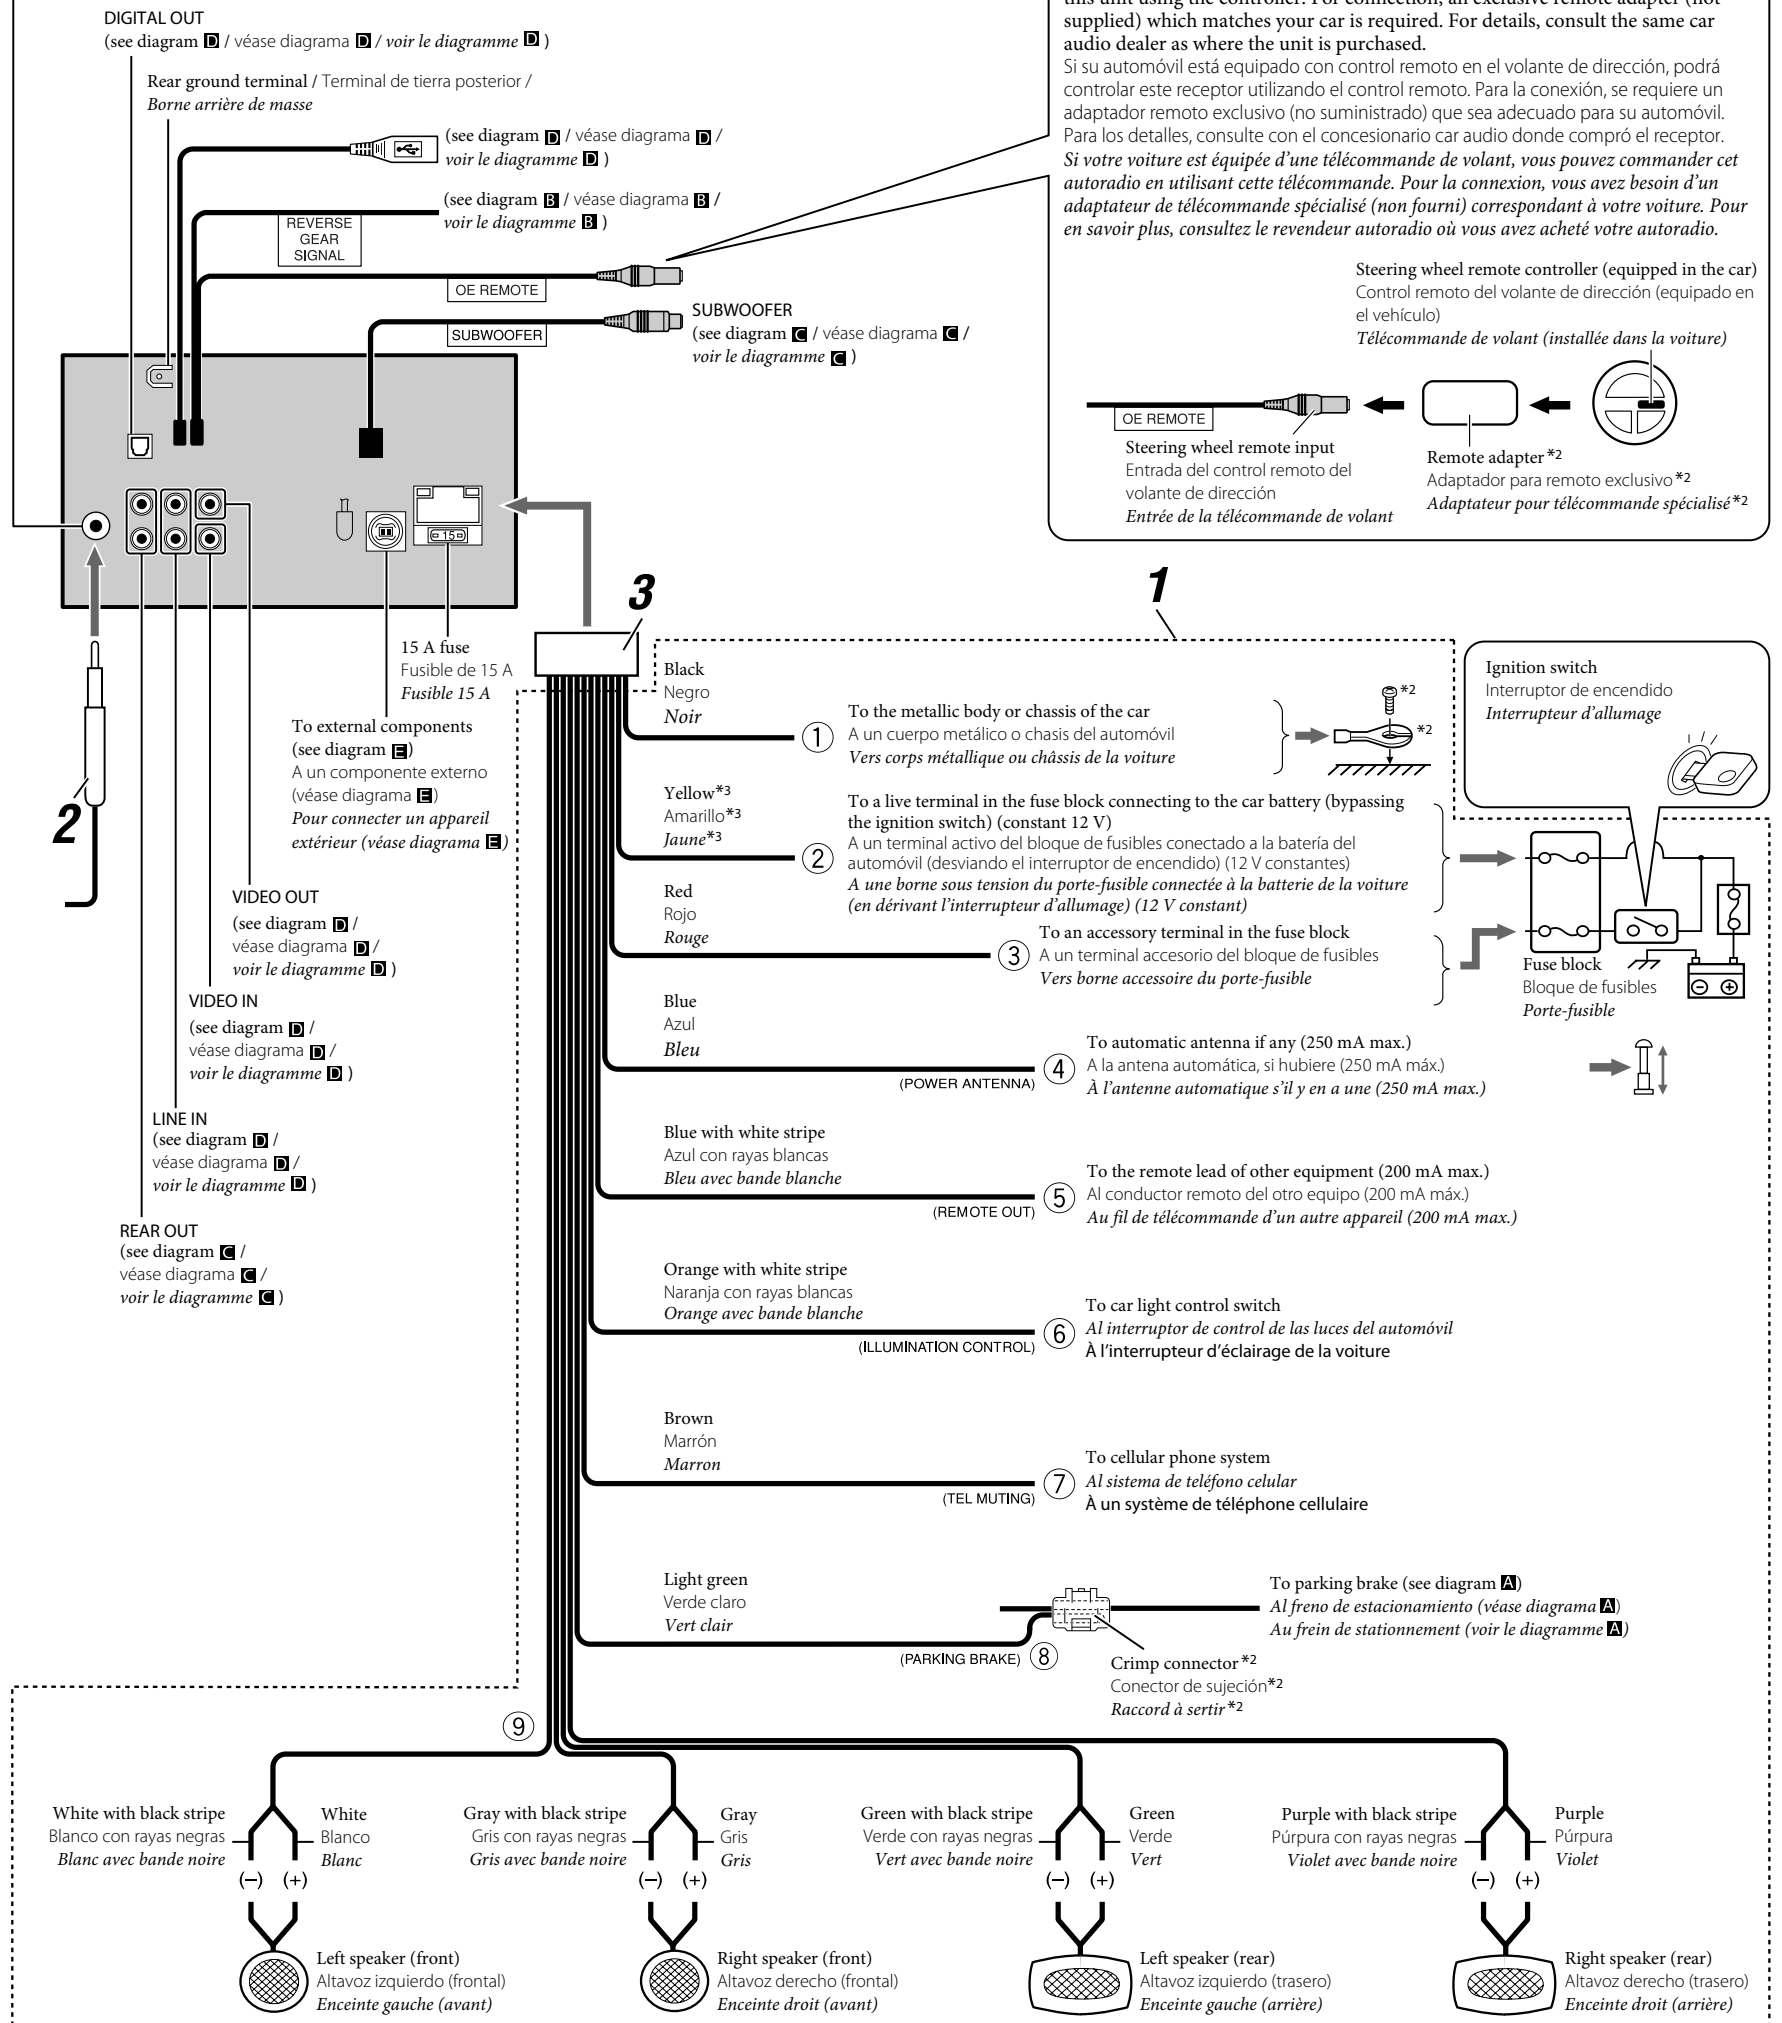 DIGITAL OUT
(see diagram D / véase diagrama D / voir le diagramme D )
Rear ground terminal / Terminal de tierra posterior /
Borne arrière de masse
(see diagram D / véase diagrama D /
voir le diagramme D )
(see diagram B / véase diagrama B /
voir le diagramme B )
REVERSE
GEAR
SIGNAL
OE REMOTE
SUBWOOFER
SUBWOOFER
(see diagram C / véase diagrama C /
voir le diagramme C )
this unit using the controller. For connection, an exclusive remote adapter (not
supplied) which matches your car is required. For details, consult the same car
audio dealer as where the unit is purchased.
Si su automóvil está equipado con control remoto en el volante de dirección, podrá
controlar este receptor utilizando el control remoto. Para la conexión, se requiere un
adaptador remoto exclusivo (no suministrado) que sea adecuado para su automóvil.
Para los detalles, consulte con el concesionario car audio donde compró el receptor.
Si votre voiture est équipée d'une télécommande de volant, vous pouvez commander cet
autoradio en utilisant cette télécommande. Pour la connexion, vous avez besoin d'un
adaptateur de télécommande spécialisé (non fourni) correspondant à votre voiture. Pour
en savoir plus, consultez le revendeur autoradio où vous avez acheté votre autoradio.
Steering wheel remote controller (equipped in the car)
Control remoto del volante de dirección (equipado en
el vehículo)
Télécommande de volant (installée dans la voiture)
OE REMOTE
Steering wheel remote input
Entrada del control remoto del
volante de dirección
Entrée de la télécommande de volant
Remote adapter*2
Adaptador para remoto exclusivo*2
Adaptateur pour télécommande spécialisé*2
15
3
1
2
15 A fuse
Fusible de 15 A
Fusible 15 A
To external components
(see diagram E)
A un componente externo
(véase diagrama E)
Pour connecter un appareil
extérieur (véase diagrama E)
VIDEO OUT
(see diagram D /
véase diagrama D /
voir le diagramme D )
VIDEO IN
(see diagram D /
véase diagrama D /
voir le diagramme D )
LINE IN
(see diagram D /
véase diagrama D /
voir le diagramme D )
REAR OUT
(see diagram C /
véase diagrama C /
voir le diagramme C )
Black
Negro
Noir
①
To the metallic body or chassis of the car
A un cuerpo metálico o chasis del automóvil
Vers corps métallique ou châssis de la voiture
*2
*2
Ignition switch
Interruptor de encendido
Interrupteur d'allumage
Yellow*3
Amarillo*3
Jaune*3
②
To a live terminal in the fuse block connecting to the car battery (bypassing
the ignition switch) (constant 12 V)
A un terminal activo del bloque de fusibles conectado a la batería del
automóvil (desviando el interruptor de encendido) (12 V constantes)
A une borne sous tension du porte-fusible connectée à la batterie de la voiture
(en dérivant l'interrupteur d'allumage) (12 V constant)
Red
Rojo
Rouge
③
To an accessory terminal in the fuse block
A un terminal accesorio del bloque de fusibles
Vers borne accessoire du porte-fusible
Fuse block
Bloque de fusibles
Porte-fusible
Blue
Azul
Bleu
(POWER ANTENNA)
④
To automatic antenna if any (250 mA max.)
A la antena automática, si hubiere (250 mA máx.)
À l'antenne automatique s'il y en a une (250 mA max.)
Blue with white stripe
Azul con rayas blancas
Bleu avec bande blanche
(REMOTE OUT)
⑤
To the remote lead of other equipment (200 mA max.)
Al conductor remoto del otro equipo (200 mA máx.)
Au fil de télécommande d'un autre appareil (200 mA max.)
Orange with white stripe
Naranja con rayas blancas
Orange avec bande blanche
(ILLUMINATION CONTROL)
⑥
To car light control switch
Al interruptor de control de las luces del automóvil
À l'interrupteur d'éclairage de la voiture
Brown
Marrón
Marron
(TEL MUTING)
⑦
To cellular phone system
Al sistema de teléfono celular
À un système de téléphone cellulaire
Light green
Verde claro
Vert clair
(PARKING BRAKE)
⑧
To parking brake (see diagram A)
Al freno de estacionamiento (véase diagrama A)
Au frein de stationnement (voir le diagramme A)
Crimp connector*2
Conector de sujeción*2
Raccord à sertir*2
⑨
White with black stripe
Blanco con rayas negras
Blanc avec bande noire
White
Blanco
Blanc
(–) (+)
Left speaker (front)
Altavoz izquierdo (frontal)
Enceinte gauche (avant)
Gray with black stripe
Gris con rayas negras
Gris avec bande noire
Gray
Gris
Gris
(–) (+)
Right speaker (front)
Altavoz derecho (frontal)
Enceinte droit (avant)
Green with black stripe
Verde con rayas negras
Vert avec bande noire
Green
Verde
Vert
(–) (+)
Left speaker (rear)
Altavoz izquierdo (trasero)
Enceinte gauche (arrière)
Purple with black stripe
Púrpura con rayas negras
Violet avec bande noire
Purple
Púrpura
Violet
(–) (+)
Right speaker (rear)
Altavoz derecho (trasero)
Enceinte droit (arrière)